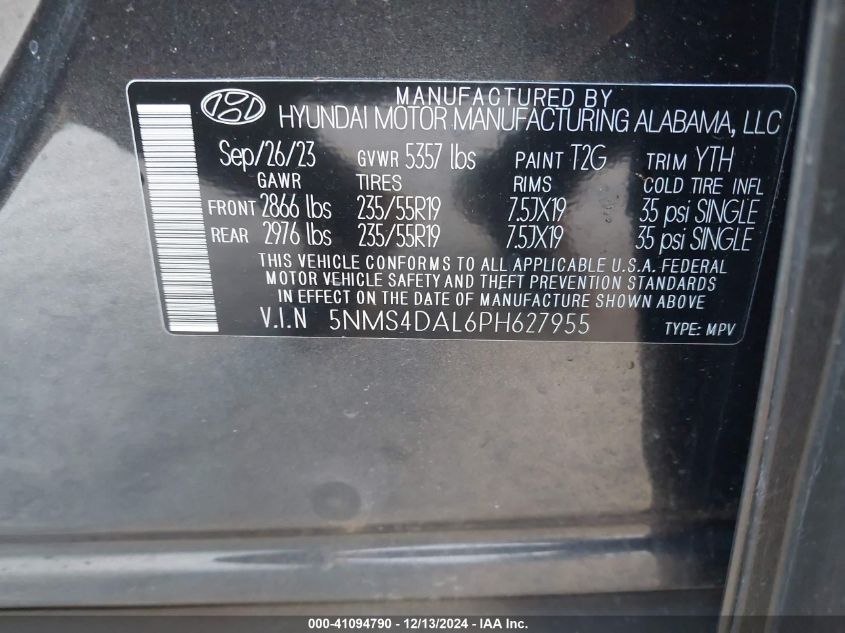 MANUFACTURED BY
HYUNDAI MOTOR MANUFACTURING ALABAMA, LLC
Sep/26/23 GVWR 5357 lbs PAINT T2G TRIM YTH
GAWR TIRES RIMS COLD TIRE INFL
FRONT 2866 lbs 235/55R19 7.5JX19 35 psi SINGLE
REAR 2976 lbs 235/55R19 7.5JX19 35 psi SINGLE
THIS VEHICLE CONFORMS TO ALL APPLICABLE U.S.A. FEDERAL
MOTOR VEHICLE SAFETY AND THEFT PREVENTION STANDARDS
IN EFFECT ON THE DATE OF MANUFACTURE SHOWN ABOVE
V.I.N 5NMS4DAL6PH627955 TYPE: MPV
000-41094790 - 12/13/2024 - IAA Inc.